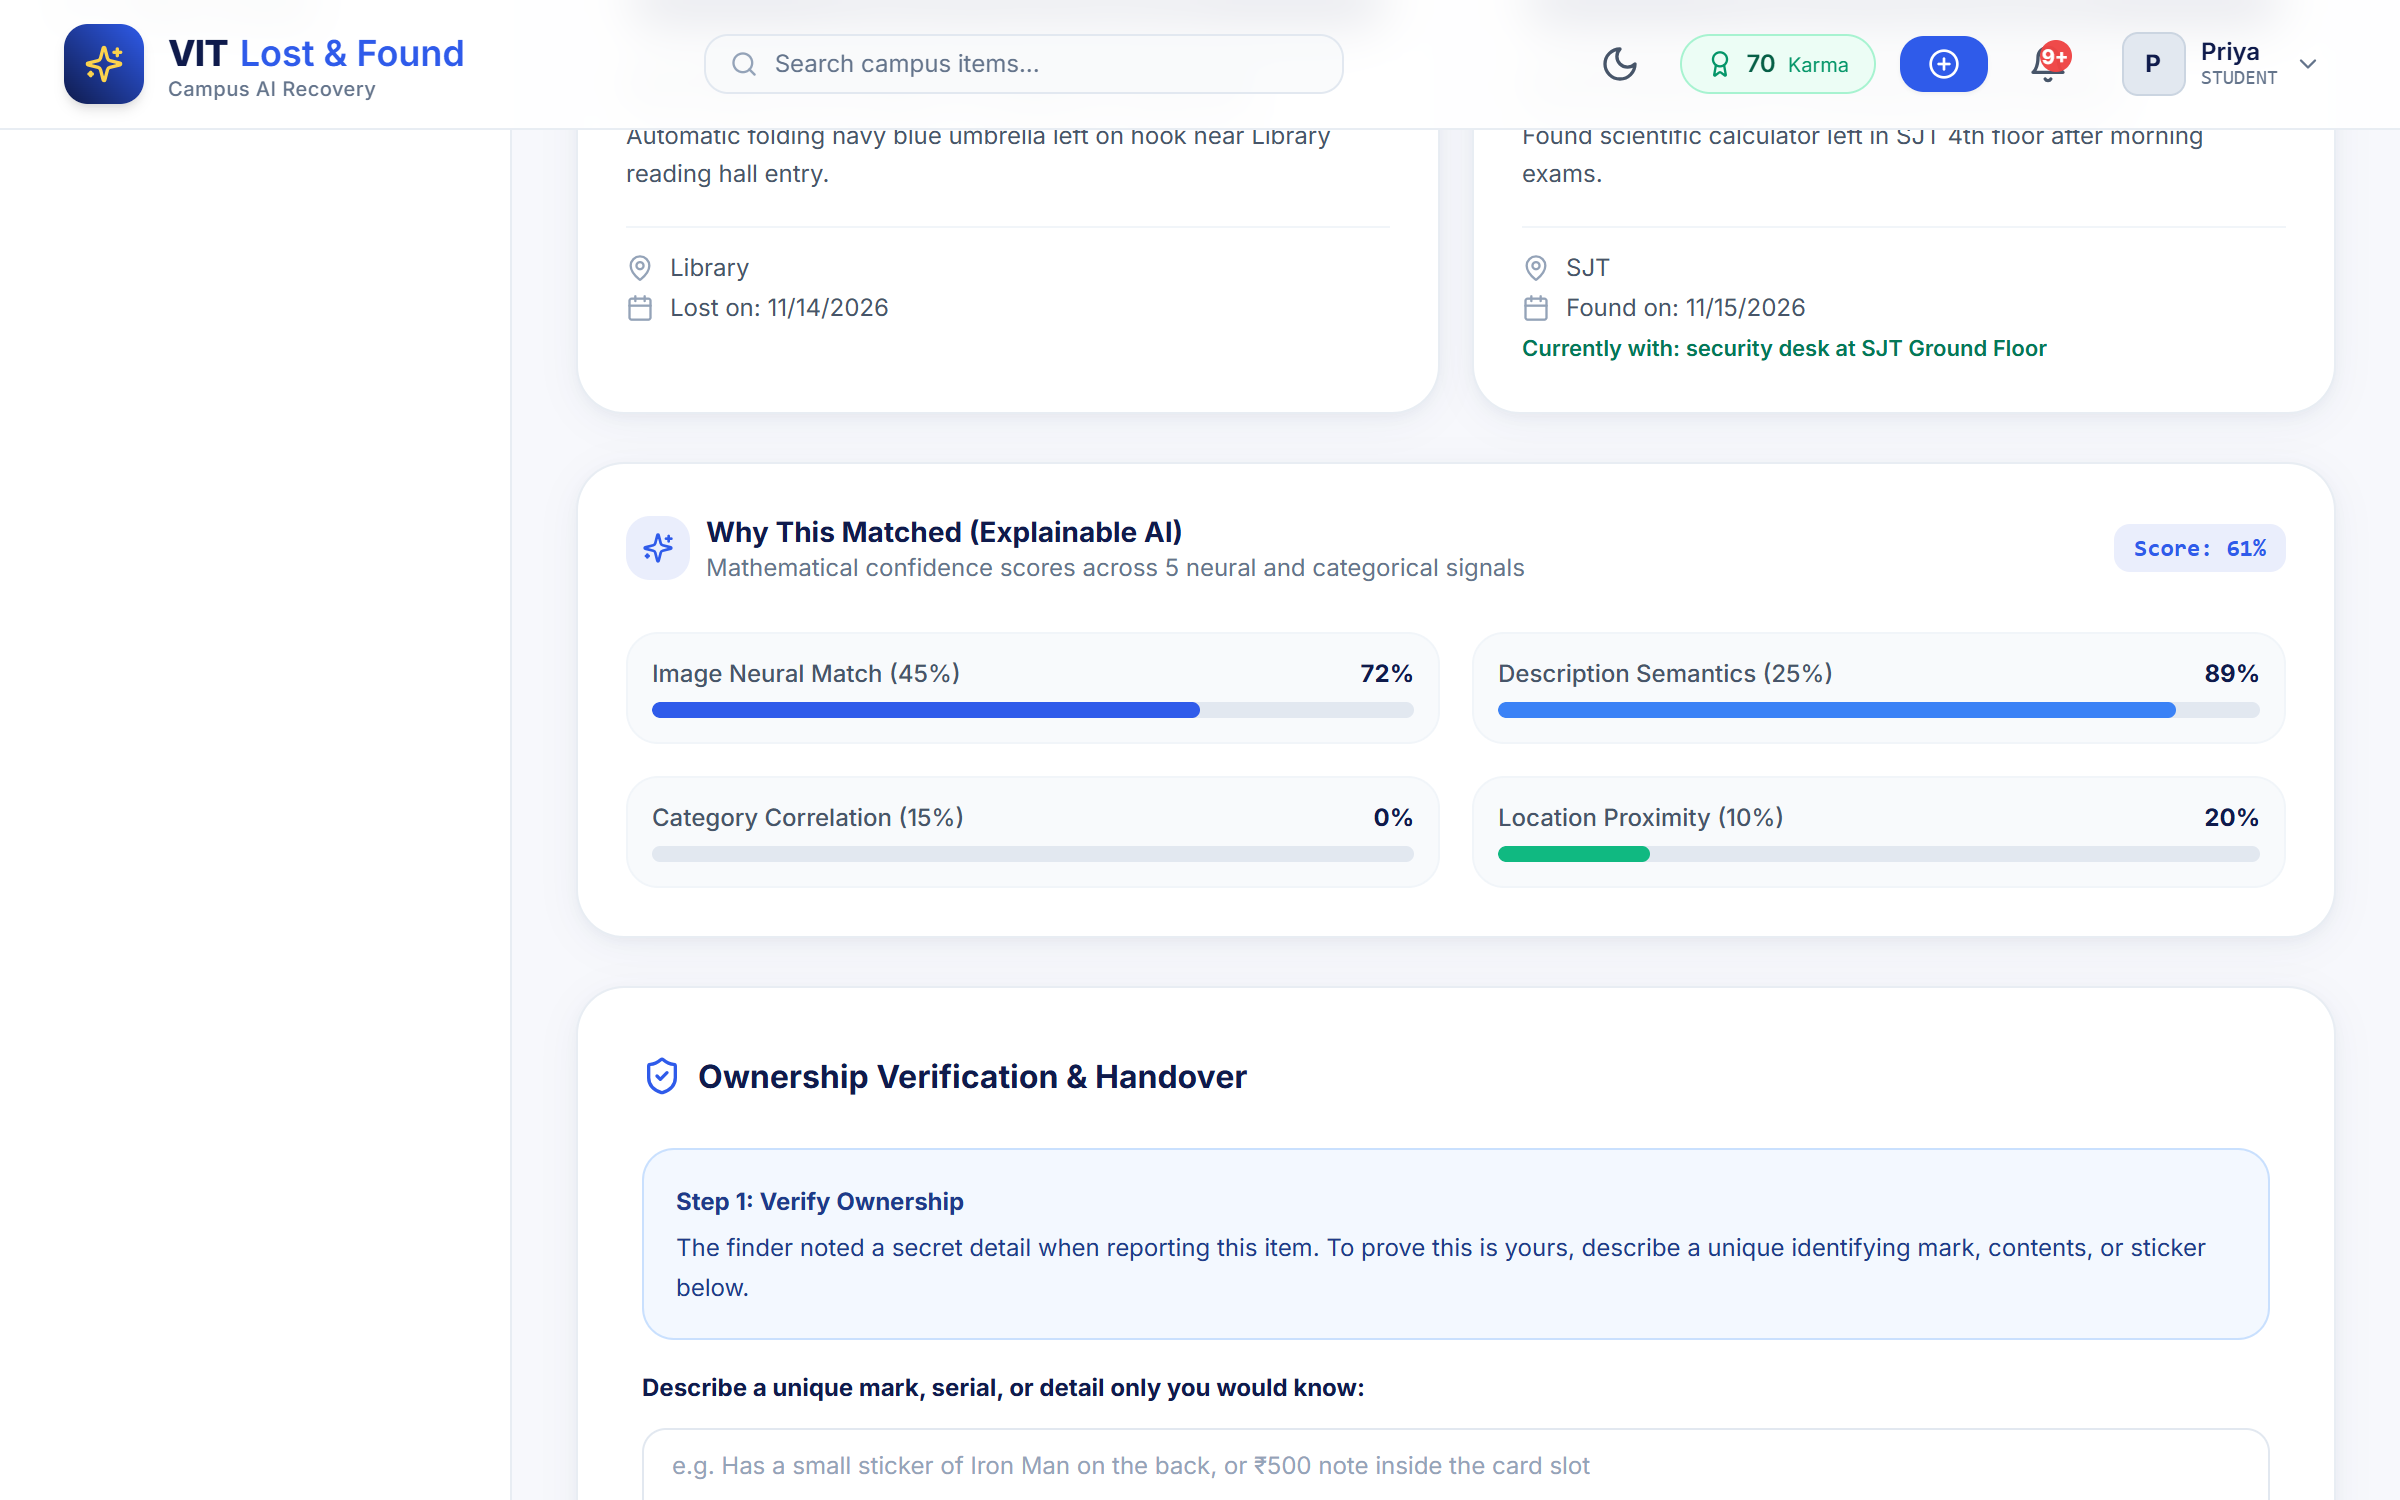 VIT Lost & Found
Campus AI Recovery
Search campus items...
70 Karma
9+
P
Priya
STUDENT
Automatic folding navy blue umbrella left on hook near Library
reading hall entry.
Library
Lost on: 11/14/2026
Found scientific calculator left in SJT 4th floor after morning
exams.
SJT
Found on: 11/15/2026
Currently with: security desk at SJT Ground Floor
Why This Matched (Explainable AI)
Mathematical confidence scores across 5 neural and categorical signals
Score: 61%
Image Neural Match (45%) 72%
Description Semantics (25%) 89%
Category Correlation (15%) 0%
Location Proximity (10%) 20%
Ownership Verification & Handover
Step 1: Verify Ownership
The finder noted a secret detail when reporting this item. To prove this is yours, describe a unique identifying mark, contents, or sticker
below.
Describe a unique mark, serial, or detail only you would know:
e.g. Has a small sticker of Iron Man on the back, or ₹500 note inside the card slot